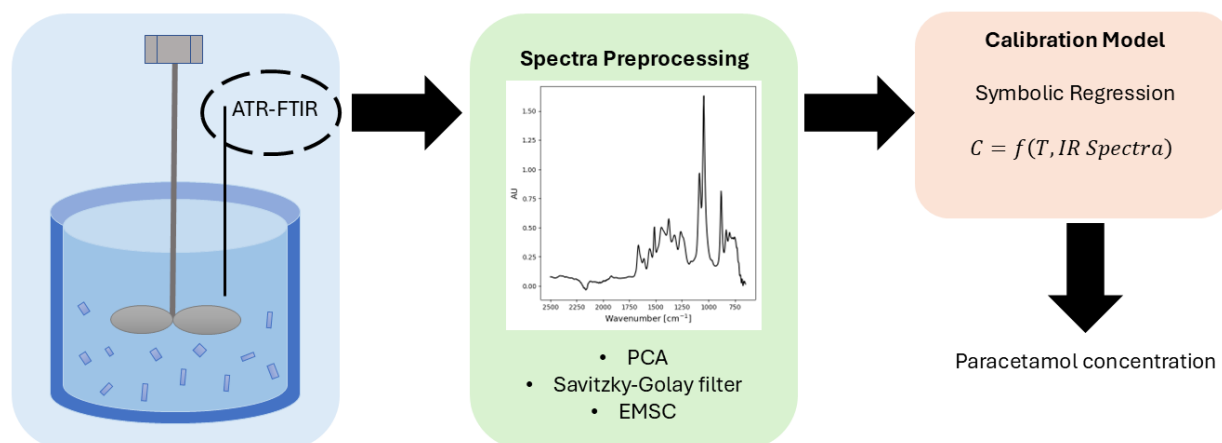 ATR-FTIR
Spectra Preprocessing
1.50
1.25
1.00
0.75
0.50
0.25
0.00
AU
2500 2250 2000 1750 1500 1250 1000 750
Wavenumber [cm⁻¹]
• PCA
• Savitzky-Golay filter
• EMSC
Calibration Model
Symbolic Regression
C = f(T, IR Spectra)
Paracetamol concentration